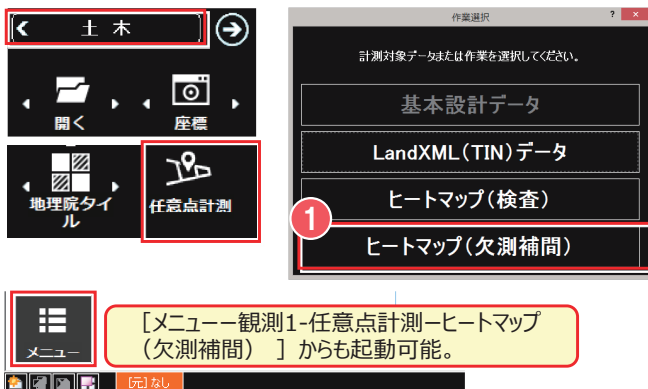 土 木
開く
座標
地理院タイ
ル
任意点計測
作業選択
?
×
計測対象データまたは作業を選択してください。
基本設計データ
LandXML(TIN)データ
ヒートマップ(検査)
1
ヒートマップ(欠測補間)
メニュー
[メニューー観測1-任意点計測ーヒートマップ
(欠測補間) ] からも起動可能。
[元]なし